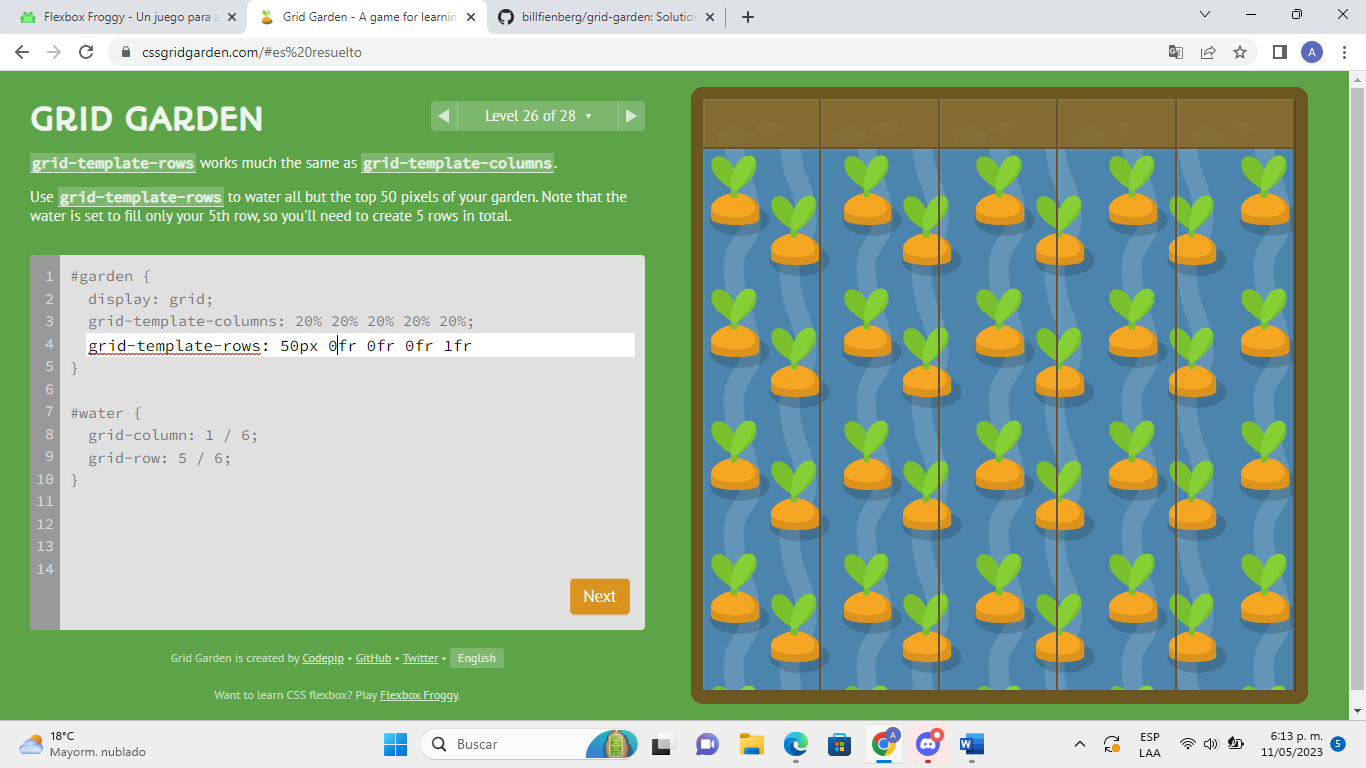 Flexbox Froggy - Un juego para a
Grid Garden - A game for learnin
billfienberg/grid-garden: Solution
cssgridgarden.com/#es%20resuelto
A
GRID GARDEN
Level 26 of 28
grid-template-rows works much the same as grid-template-columns.
Use grid-template-rows to water all but the top 50 pixels of your garden. Note that the
water is set to fill only your 5th row, so you'll need to create 5 rows in total.
1 #garden {
2 display: grid;
3 grid-template-columns: 20% 20% 20% 20% 20%;
4 grid-template-rows: 50px 0fr 0fr 0fr 1fr
5 }
6
7 #water {
8 grid-column: 1 / 6;
9 grid-row: 5 / 6;
10 }
11
12
13
14
Next
Grid Garden is created by Codepip • GitHub • Twitter • English
Want to learn CSS flexbox? Play Flexbox Froggy.
18°C
Mayorm. nublado
Buscar
A
W
ESP
LAA
6:13 p. m.
11/05/2023
5